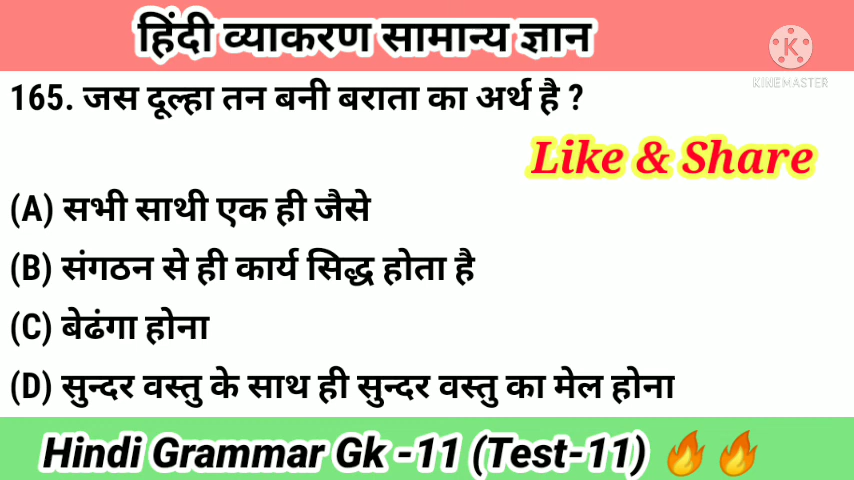 हिंदी व्याकरण सामान्य ज्ञान
K
KINEMASTER
165. जस दूल्हा तन बनी बराता का अर्थ है ?
Like & Share
(A) सभी साथी एक ही जैसे
(B) संगठन से ही कार्य सिद्ध होता है
(C) बेढंगा होना
(D) सुन्दर वस्तु के साथ ही सुन्दर वस्तु का मेल होना
Hindi Grammar Gk -11 (Test-11) 🔥🔥